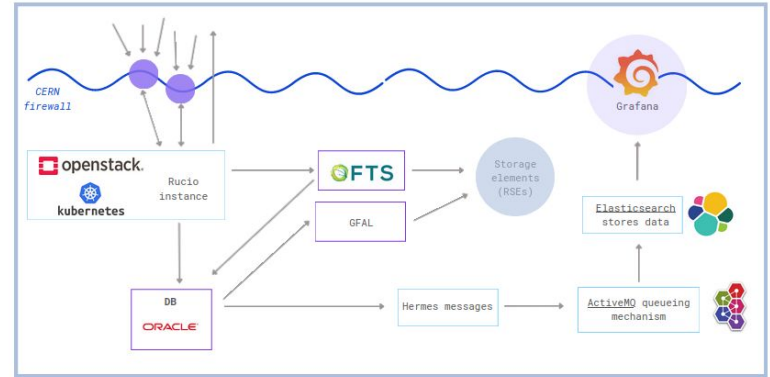 CERN
firewall
Grafana
openstack.
kubernetes
Rucio
instance
FTS
Storage
elements
(RSEs)
GFAL
Elasticsearch
stores data
DB
ORACLE
Hermes messages
ActiveMQ queueing
mechanism